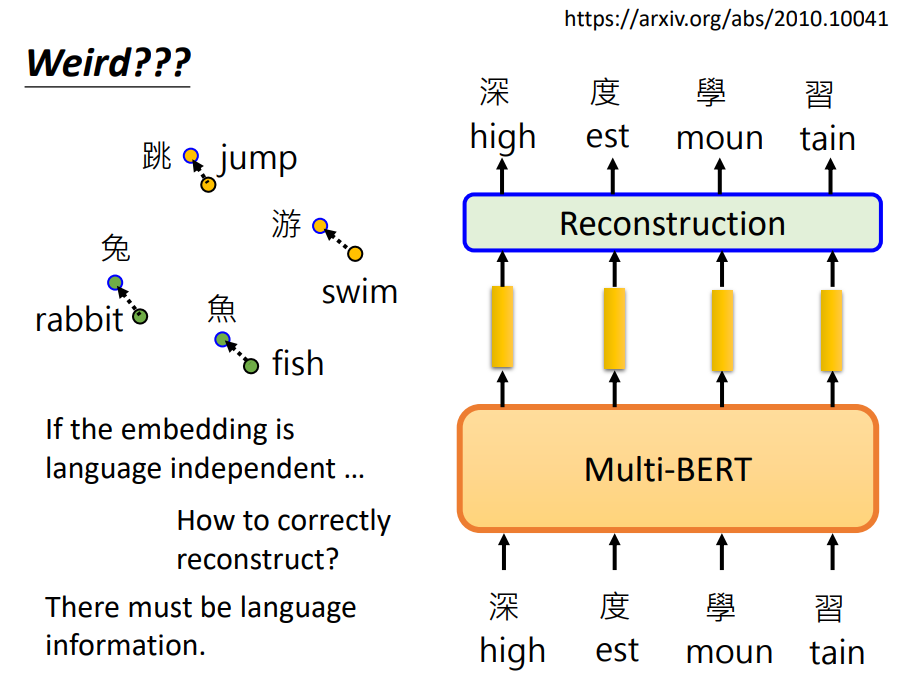 https://arxiv.org/abs/2010.10041
Weird???
跳 jump
游
swim
兔
rabbit
魚
fish
If the embedding is
language independent …
How to correctly
reconstruct?
There must be language
information.
深 度 學 習
high est moun tain
Reconstruction
Multi-BERT
深 度 學 習
high est moun tain